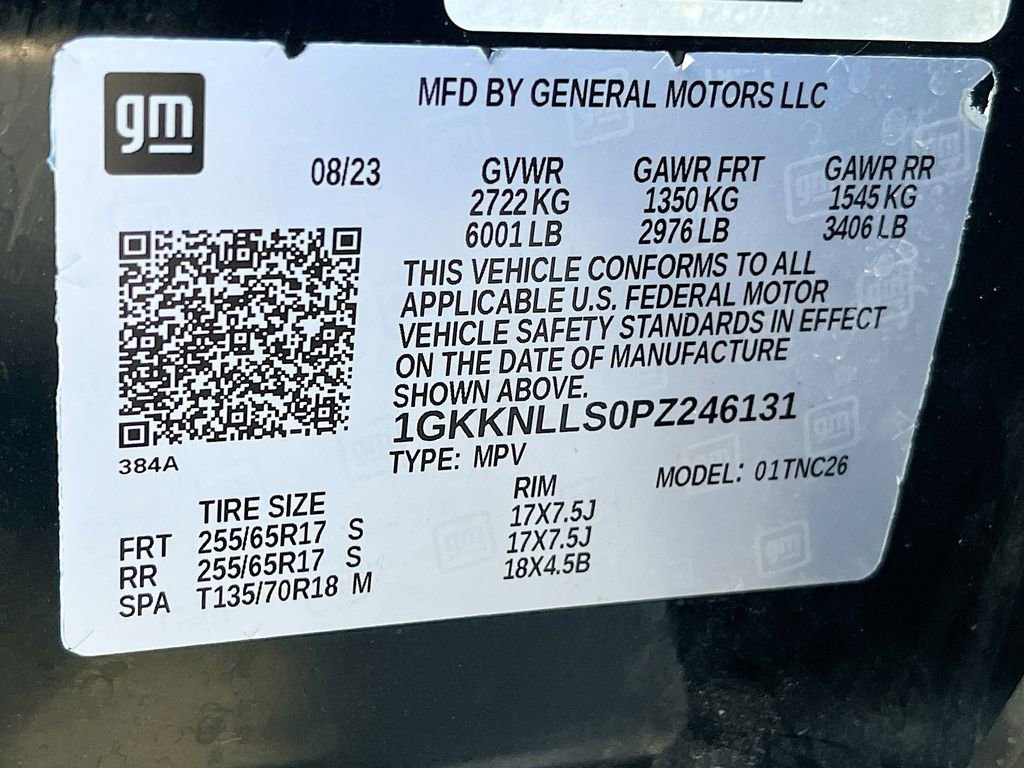 gm
MFD BY GENERAL MOTORS LLC
08/23 GVWR GAWR FRT GAWR RR
2722 KG 1350 KG 1545 KG
6001 LB 2976 LB 3406 LB
THIS VEHICLE CONFORMS TO ALL
APPLICABLE U.S. FEDERAL MOTOR
VEHICLE SAFETY STANDARDS IN EFFECT
ON THE DATE OF MANUFACTURE
SHOWN ABOVE.
1GKKNLLS0PZ246131
384A
TYPE: MPV MODEL: 01TNC26
TIRE SIZE RIM
FRT 255/65R17 S 17X7.5J
RR 255/65R17 S 17X7.5J
SPA T135/70R18 M 18X4.5B